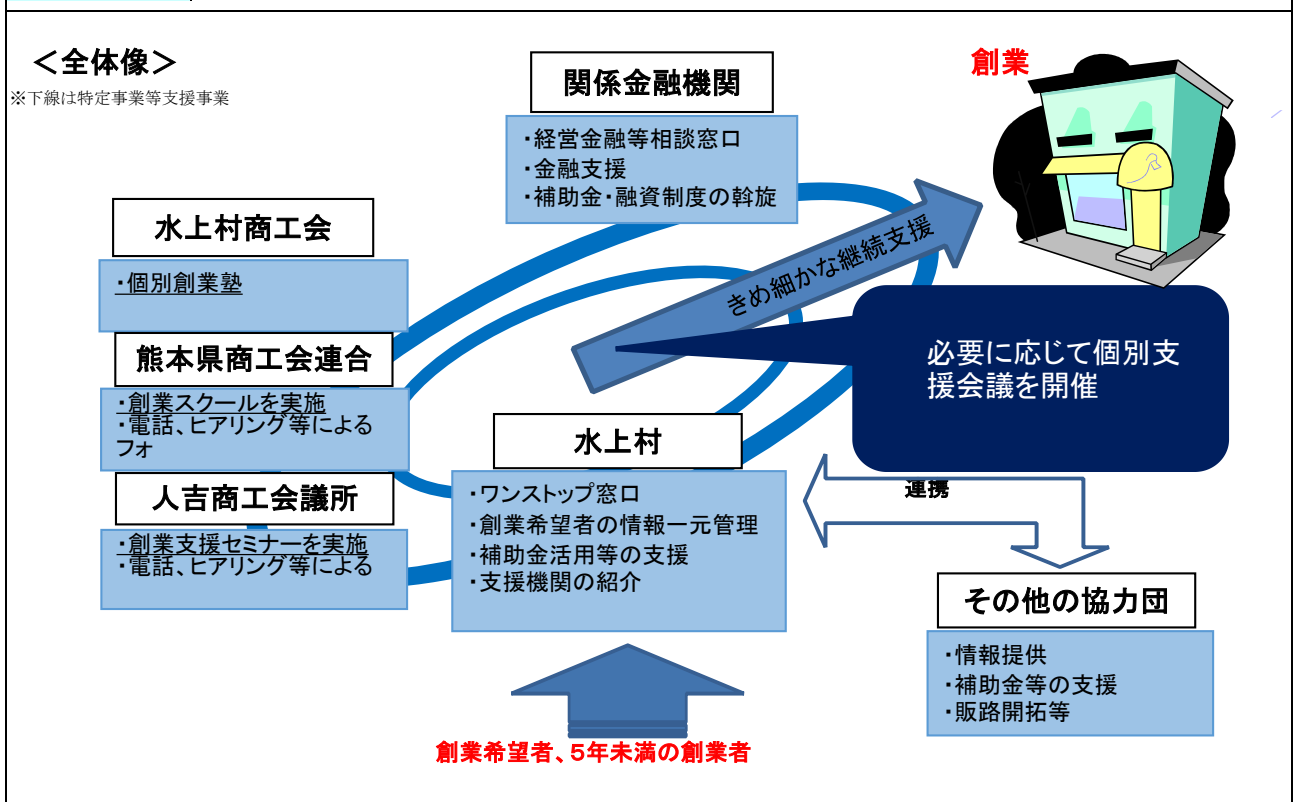 ＜全体像＞
※下線は特定事業等支援事業
関係金融機関
・経営金融等相談窓口
・金融支援
・補助金・融資制度の斡旋
創業
水上村商工会
・個別創業塾
熊本県商工会連合
・創業スクールを実施
・電話、ヒアリング等による
フォ
人吉商工会議所
・創業支援セミナーを実施
・電話、ヒアリング等による
きめ細かな継続支援
必要に応じて個別支
援会議を開催
水上村
・ワンストップ窓口
・創業希望者の情報一元管理
・補助金活用等の支援
・支援機関の紹介
連携
その他の協力団
・情報提供
・補助金等の支援
・販路開拓等
創業希望者、5年未満の創業者